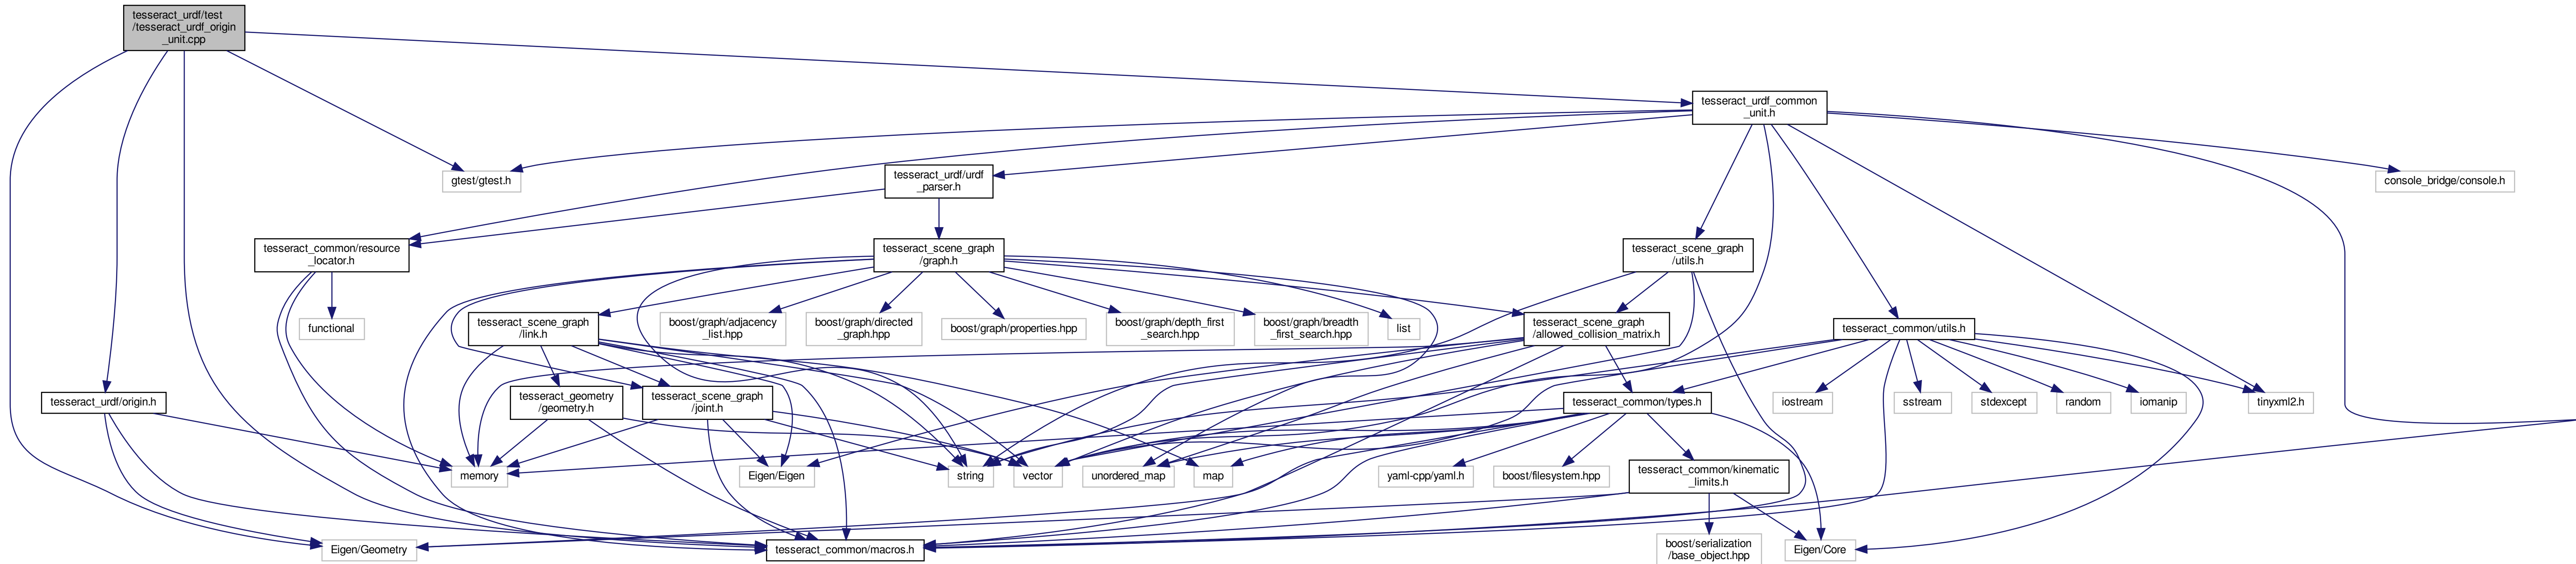 tesseract_urdf/test
/tesseract_urdf_origin
_unit.cpp
tesseract_urdf_common
_unit.h
gtest/gtest.h
tesseract_urdf/urdf
_parser.h
console_bridge/console.h
tesseract_common/resource
_locator.h
tesseract_scene_graph
/graph.h
tesseract_scene_graph
/utils.h
functional
tesseract_scene_graph
/link.h
boost/graph/adjacency
_list.hpp
boost/graph/directed
_graph.hpp
boost/graph/properties.hpp
boost/graph/depth_first
_search.hpp
boost/graph/breadth
_first_search.hpp
list
tesseract_scene_graph
/allowed_collision_matrix.h
tesseract_common/utils.h
tesseract_urdf/origin.h
tesseract_geometry
/geometry.h
tesseract_scene_graph
/joint.h
tesseract_common/types.h
iostream
sstream
stdexcept
random
iomanip
tinyxml2.h
memory
Eigen/Eigen
string
vector
unordered_map
map
yaml-cpp/yaml.h
boost/filesystem.hpp
tesseract_common/kinematic
_limits.h
Eigen/Geometry
tesseract_common/macros.h
boost/serialization
/base_object.hpp
Eigen/Core